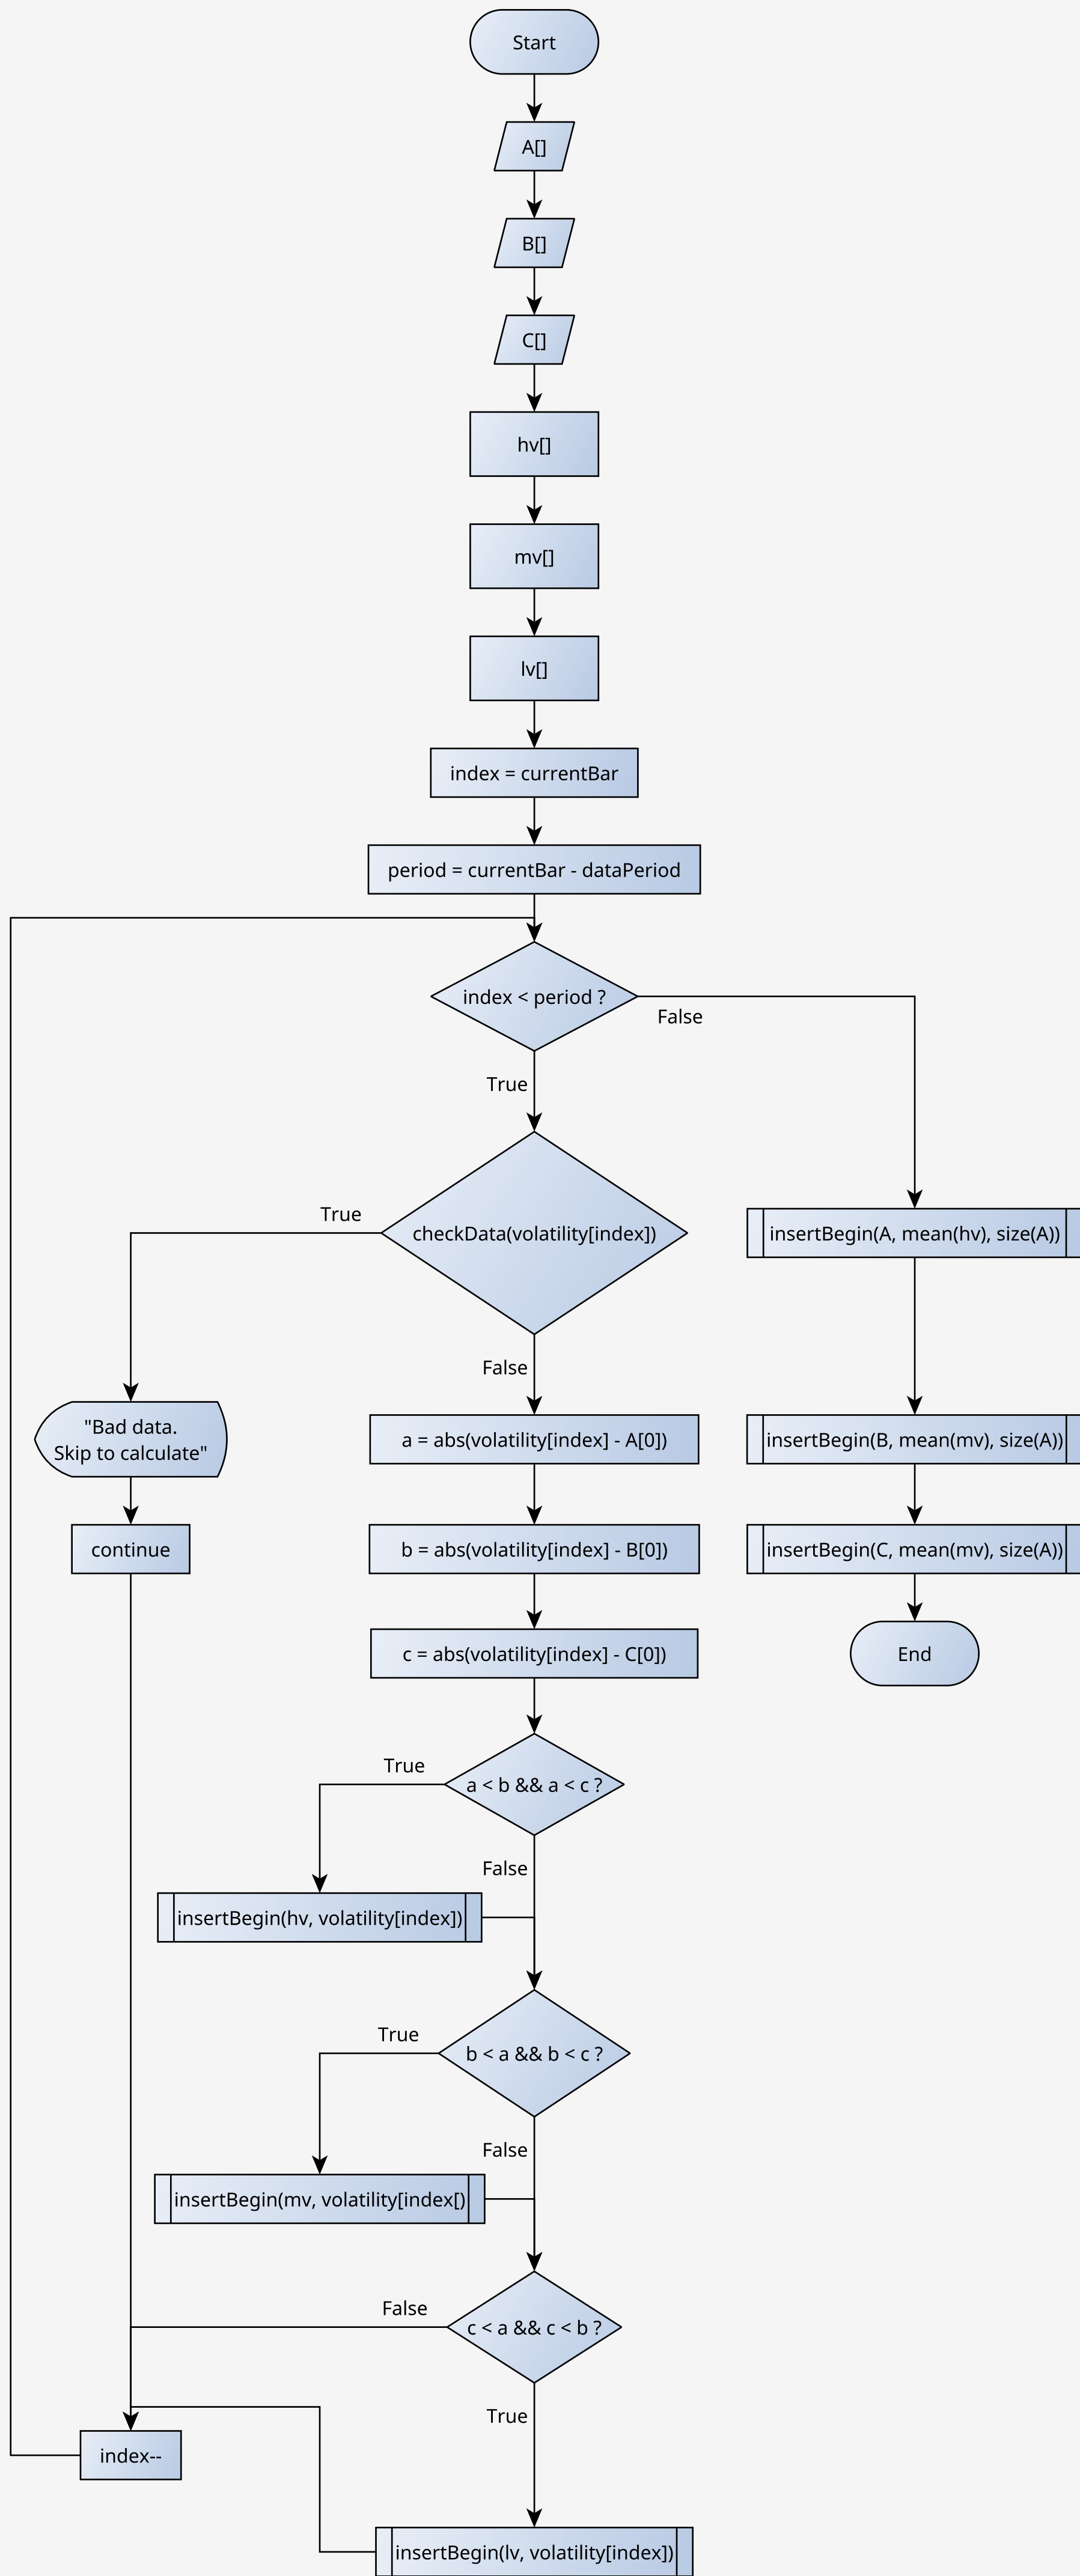 Start
A[]
B[]
C[]
hv[]
mv[]
lv[]
index = currentBar
period = currentBar - dataPeriod
index < period ?
False
True
checkData(volatility[index])
True
False
insertBegin(A, mean(hv), size(A))
"Bad data.
Skip to calculate"
a = abs(volatility[index] - A[0])
insertBegin(B, mean(mv), size(A))
continue
b = abs(volatility[index] - B[0])
insertBegin(C, mean(mv), size(A))
c = abs(volatility[index] - C[0])
End
a < b && a < c ?
True
False
insertBegin(hv, volatility[index])
b < a && b < c ?
True
False
insertBegin(mv, volatility[index[)
c < a && c < b ?
False
True
index--
insertBegin(lv, volatility[index])